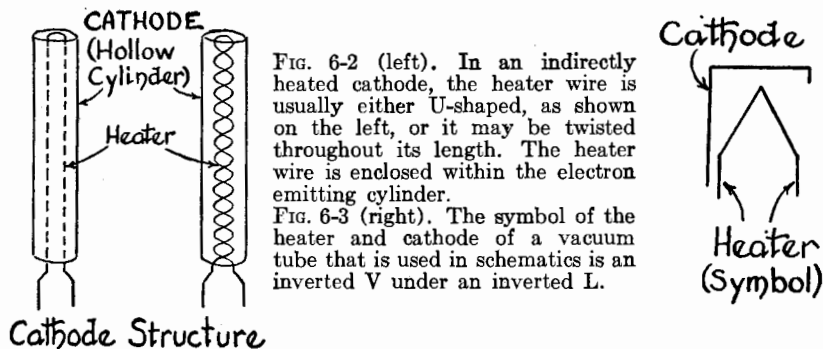 CATHODE
(Hollow
Cylinder)
Heater
Cathode Structure
FIG. 6-2 (left). In an indirectly
heated cathode, the heater wire is
usually either U-shaped, as shown
on the left, or it may be twisted
throughout its length. The heater
wire is enclosed within the electron
emitting cylinder.
FIG. 6-3 (right). The symbol of the
heater and cathode of a vacuum
tube that is used in schematics is an
inverted V under an inverted L.
Cathode
Heater
(Symbol)